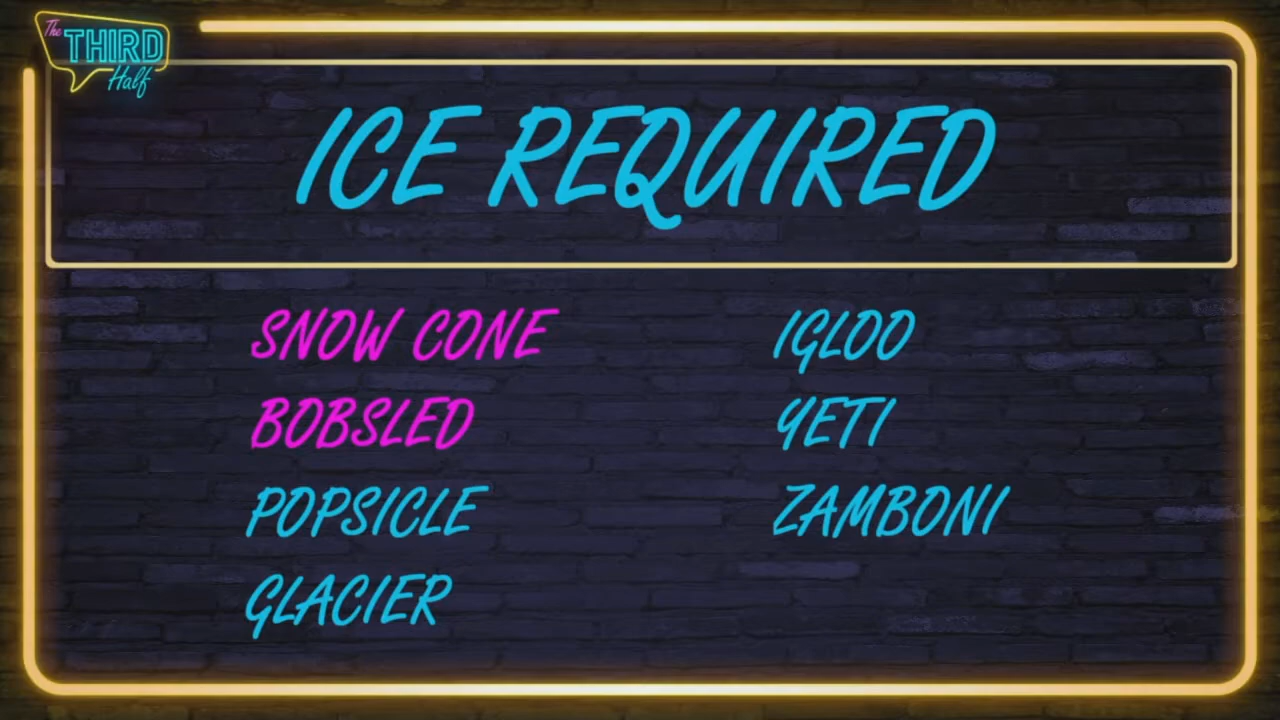 The
THIRD
Half
ICE REQUIRED
SNOW CONE
BOBSLED
POPSICLE
GLACIER
IGLOO
YETI
ZAMBONI